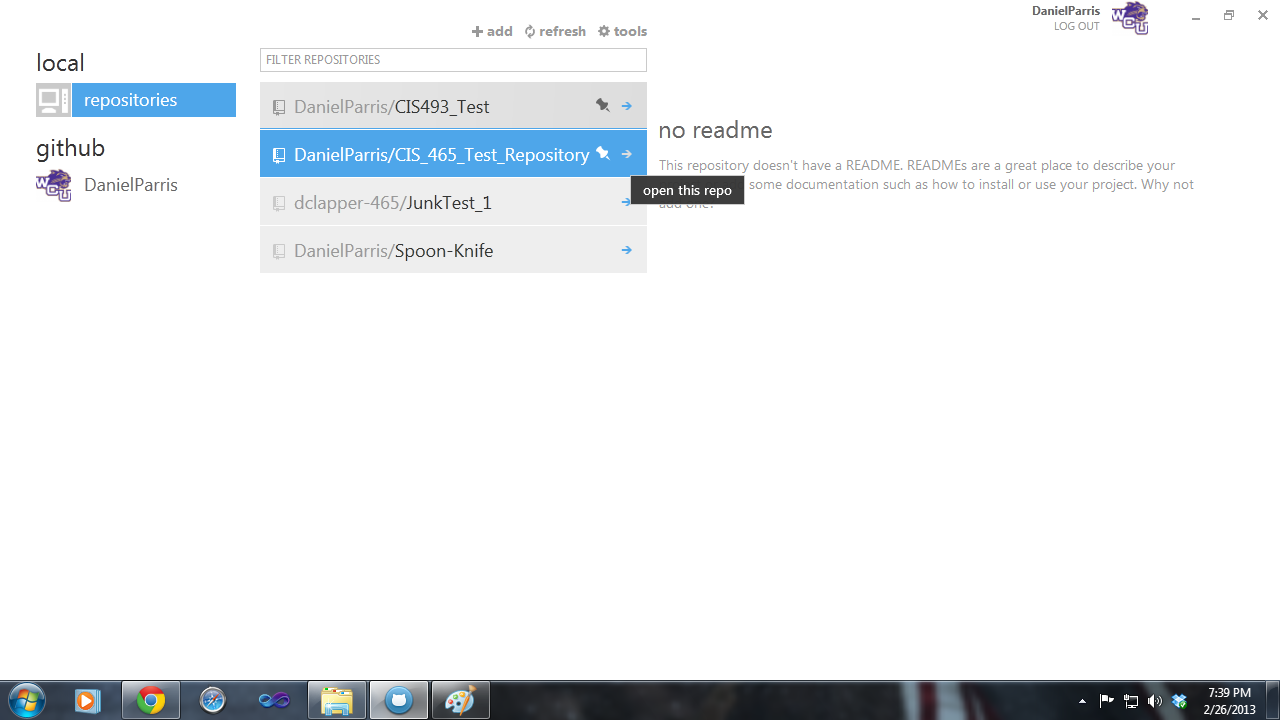 DanielParris
LOG OUT
add refresh tools
local
FILTER REPOSITORIES
repositories
github
DanielParris
DanielParris/CIS493_Test
DanielParris/CIS_465_Test_Repository
dclapper-465/JunkTest_1
DanielParris/Spoon-Knife
open this repo
no readme
This repository doesn't have a README. READMEs are a great place to describe your
some documentation such as how to install or use your project. Why not
add one?
WCU
WCU
7:39 PM
2/26/2013